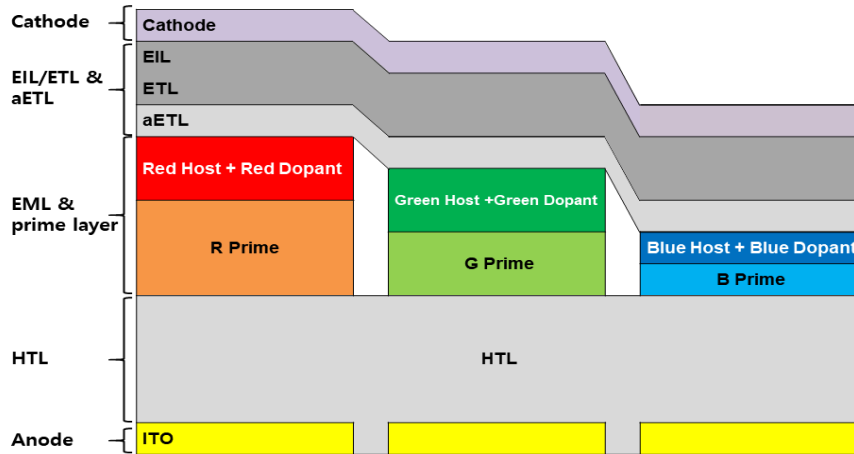 Cathode
Cathode
EIL/ETL &
aETL
EIL
ETL
aETL
EML &
prime layer
Red Host + Red Dopant
R Prime
Green Host +Green Dopant
G Prime
Blue Host + Blue Dopant
B Prime
HTL
HTL
Anode
ITO